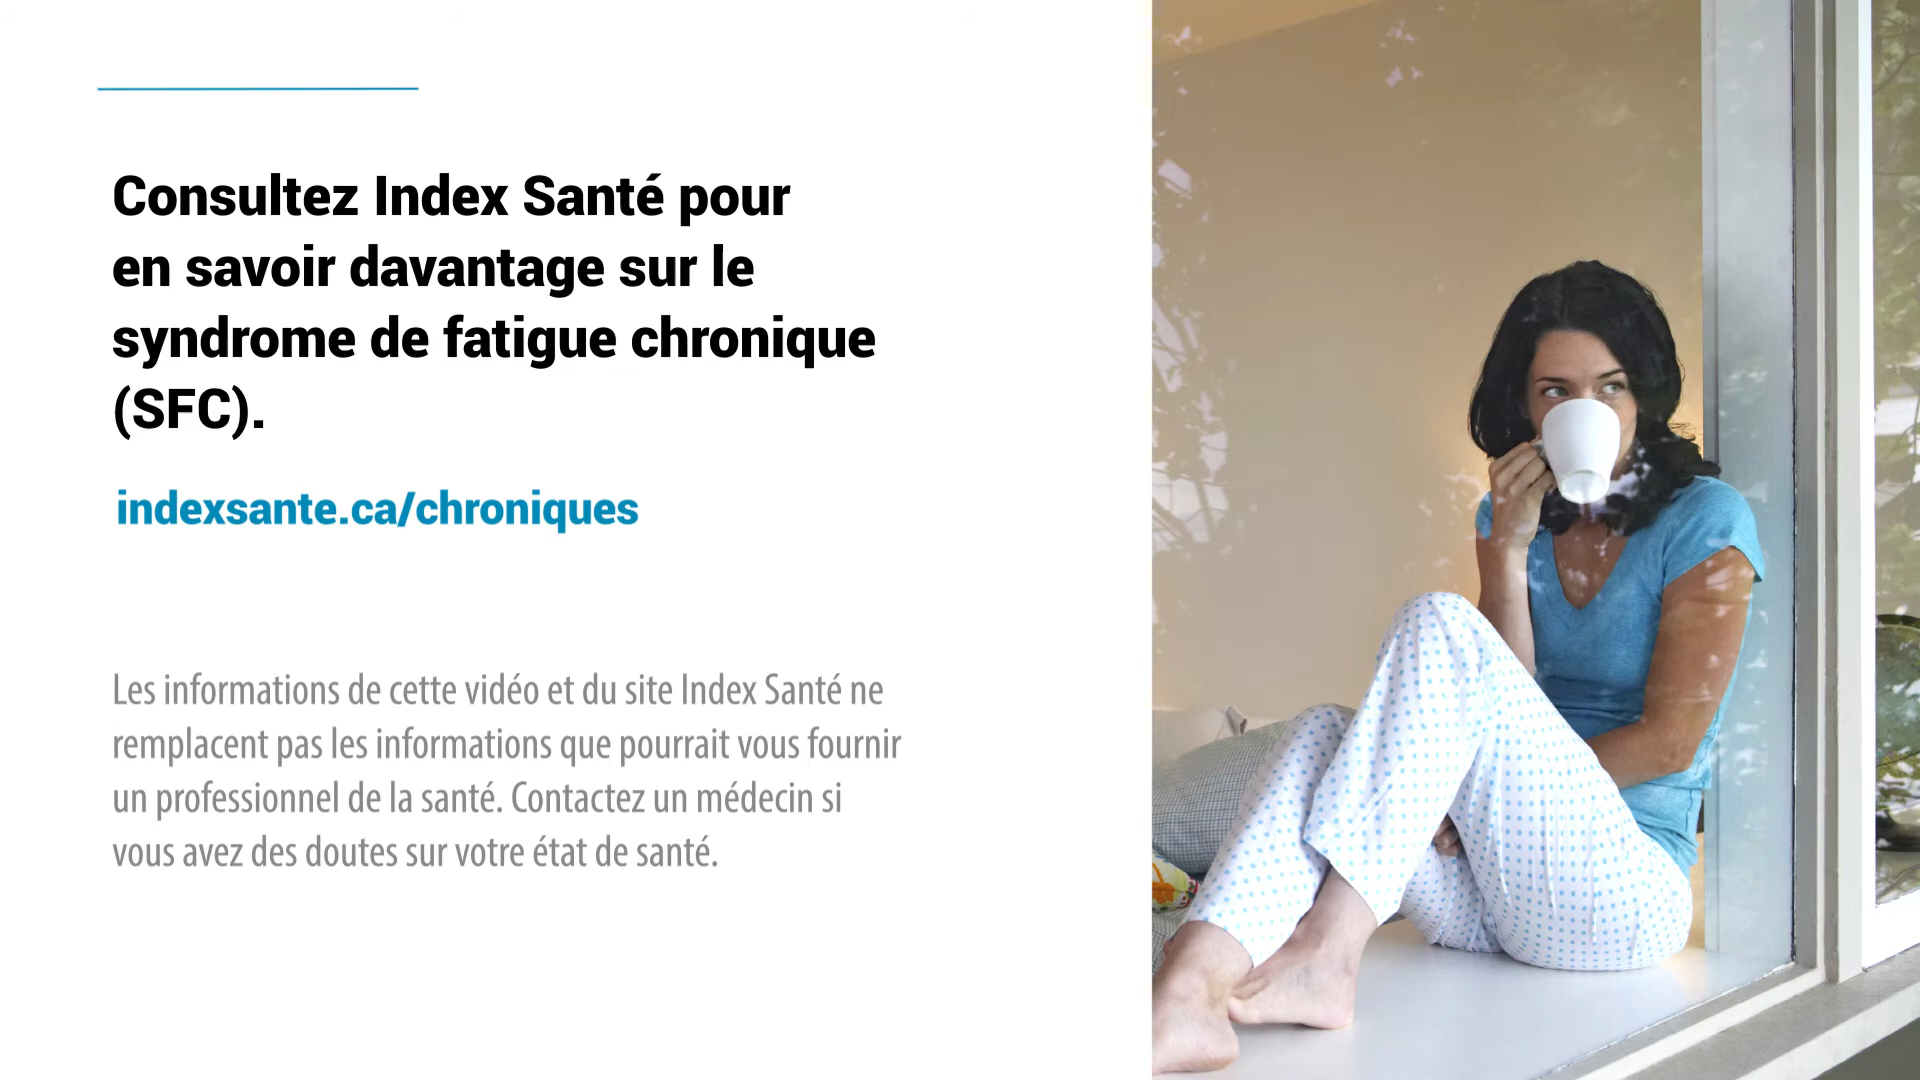 Consultez Index Santé pour
en savoir davantage sur le
syndrome de fatigue chronique
(SFC).
indexsante.ca/chroniques
Les informations de cette vidéo et du site Index Santé ne
remplacent pas les informations que pourrait vous fournir
un professionnel de la santé. Contactez un médecin si
vous avez des doutes sur votre état de santé.